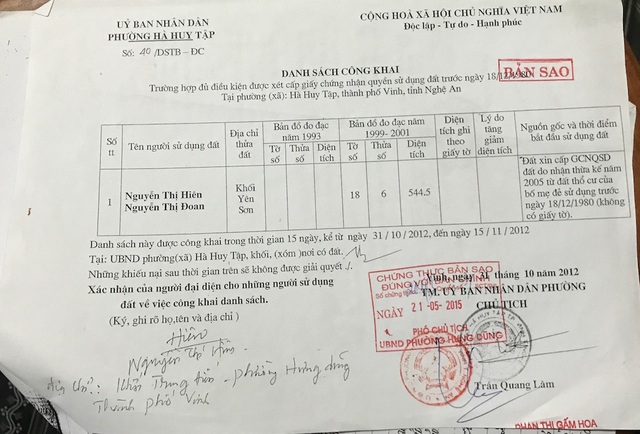 UỶ BAN NHÂN DÂN
PHƯỜNG HÀ HUY TẬP
Số: 40 /DSTB – ĐC
CỘNG HOÀ XÃ HỘI CHỦ NGHĨA VIỆT NAM
Độc lập - Tự do - Hạnh phúc
DANH SÁCH CÔNG KHAI
BẢN SAO
Trường hợp đủ điều kiện được xét cấp giấy chứng nhận quyền sử dụng đất trước ngày 18/12/1980
Tại phường (xã): Hà Huy Tập, thành phố Vinh, tỉnh Nghệ An
Số tt
Tên người sử dụng đất
Địa chỉ thửa đất
Bản đồ đo đạc năm 1993
Tờ số
Thửa số
Diện tích
Bản đồ đo đạc năm 1999- 2001
Tờ số
Thửa số
Diện tích
Diện tích ghi theo giấy tờ
Lý do tăng giảm diện tích
Nguồn gốc và thời điểm bắt đầu sử dụng đất
1
Nguyễn Thị Hiên
Nguyễn Thị Đoan
Khối Yên Sơn
18
6
544.5
Đất xin cấp GCNQSD
đất do nhận thừa kế năm
2005 từ đất thổ cư của
bố mẹ đẻ sử dụng trước
ngày 18/12/1980 (không
có giấy tờ).
Danh sách này được công khai trong thời gian 15 ngày, kể từ ngày 31 / 10 / 2012, đến ngày 15 / 11 / 2012
Tại: UBND phường(xã) Hà Huy Tập, khối, (xóm) nơi có đất.
Những khiếu nại sau thời gian trên sẽ không được giải quyết ./.
Xác nhận của người đại diện cho những người sử dụng
đất về việc công khai danh sách.
(Ký, ghi rõ họ,tên và địa chỉ )
Vinh, ngày 31 tháng 10 năm 2012
TM. UỶ BAN NHÂN DÂN PHƯỜNG
CHỦ TỊCH
CHỨNG THỰC BẢN SAO
ĐÚNG VỚI BẢN CHÍNH
NGÀY 21 -05- 2015
PHÓ CHỦ TỊCH
UBND PHƯỜNG HƯNG DŨNG
Hiên
Nguyễn Thị Hiên
địa chỉ: Khối Trung - phường Hưng dũng
Thành phố Vinh
Trần Quang Lâm
PHAN THỊ GẤM HOA